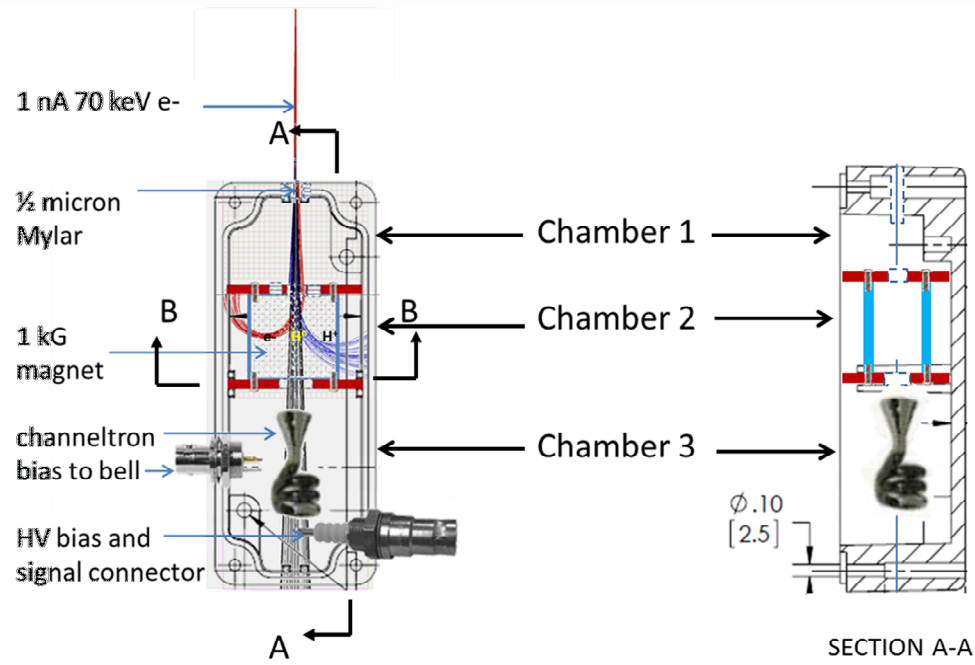 1 nA 70 keV e-
A
½ micron
Mylar
Chamber 1
B
B
e⁻
H⁰
H⁺
Chamber 2
1 kG
magnet
channeltron
bias to bell
Chamber 3
Ø.10
[2.5]
HV bias and
signal connector
A
SECTION A-A